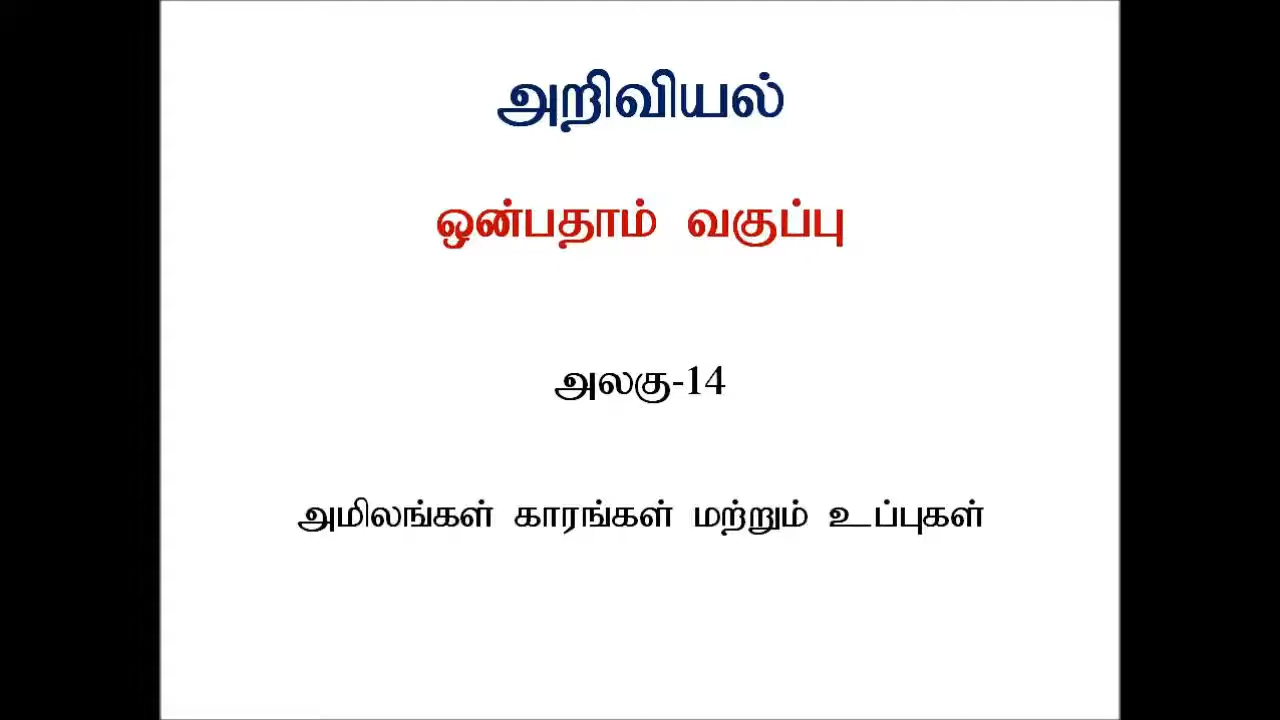 அறிவியல்
ஒன்பதாம் வகுப்பு
அலகு-14
அமிலங்கள் காரங்கள் மற்றும் உப்புகள்